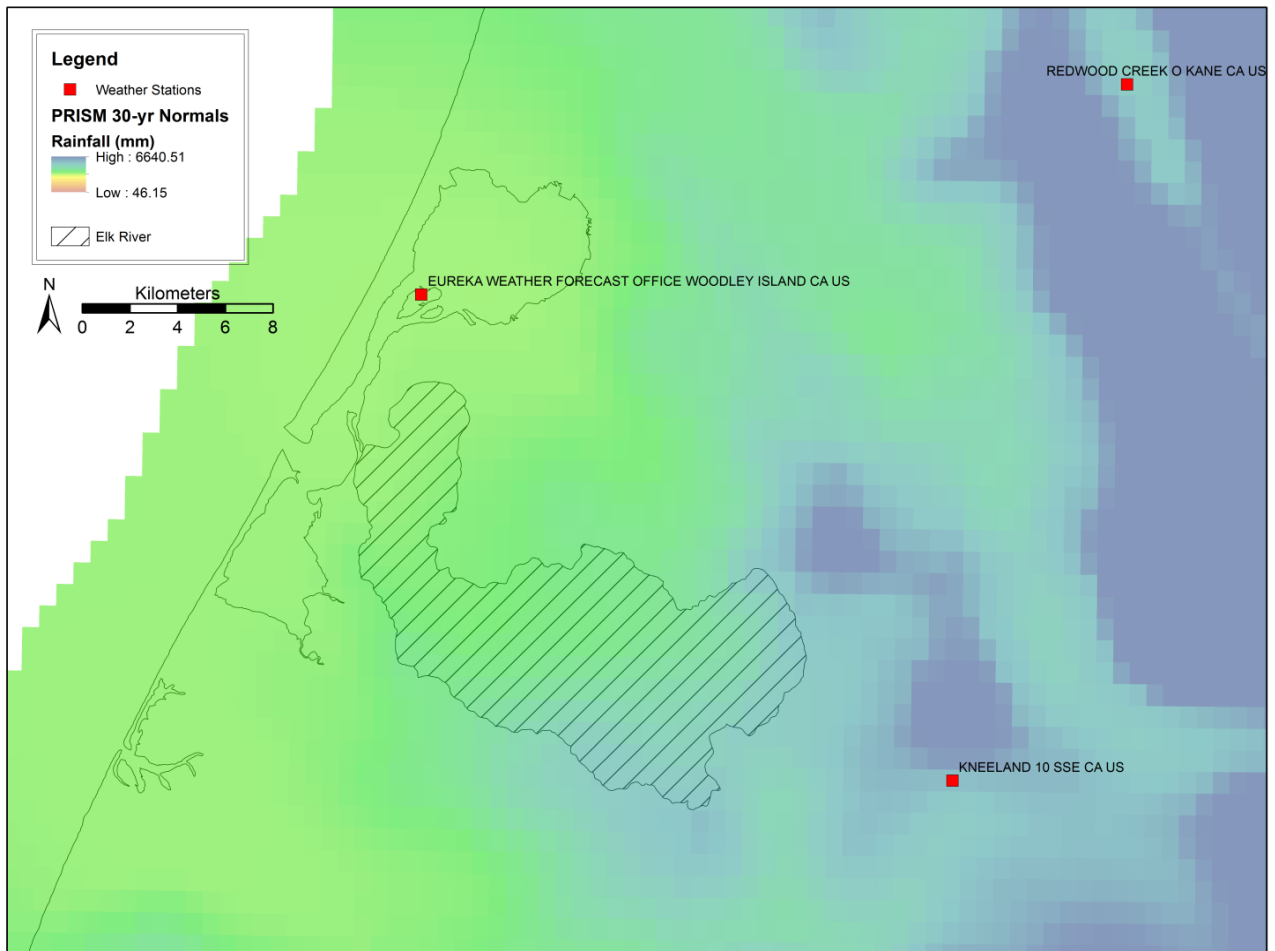 Legend
Weather Stations
PRISM 30-yr Normals
Rainfall (mm)
High : 6640.51
Low : 46.15
Elk River
N
Kilometers
0 2 4 6 8
REDWOOD CREEK O KANE CA US
EUREKA WEATHER FORECAST OFFICE WOODLEY ISLAND CA US
KNEELAND 10 SSE CA US